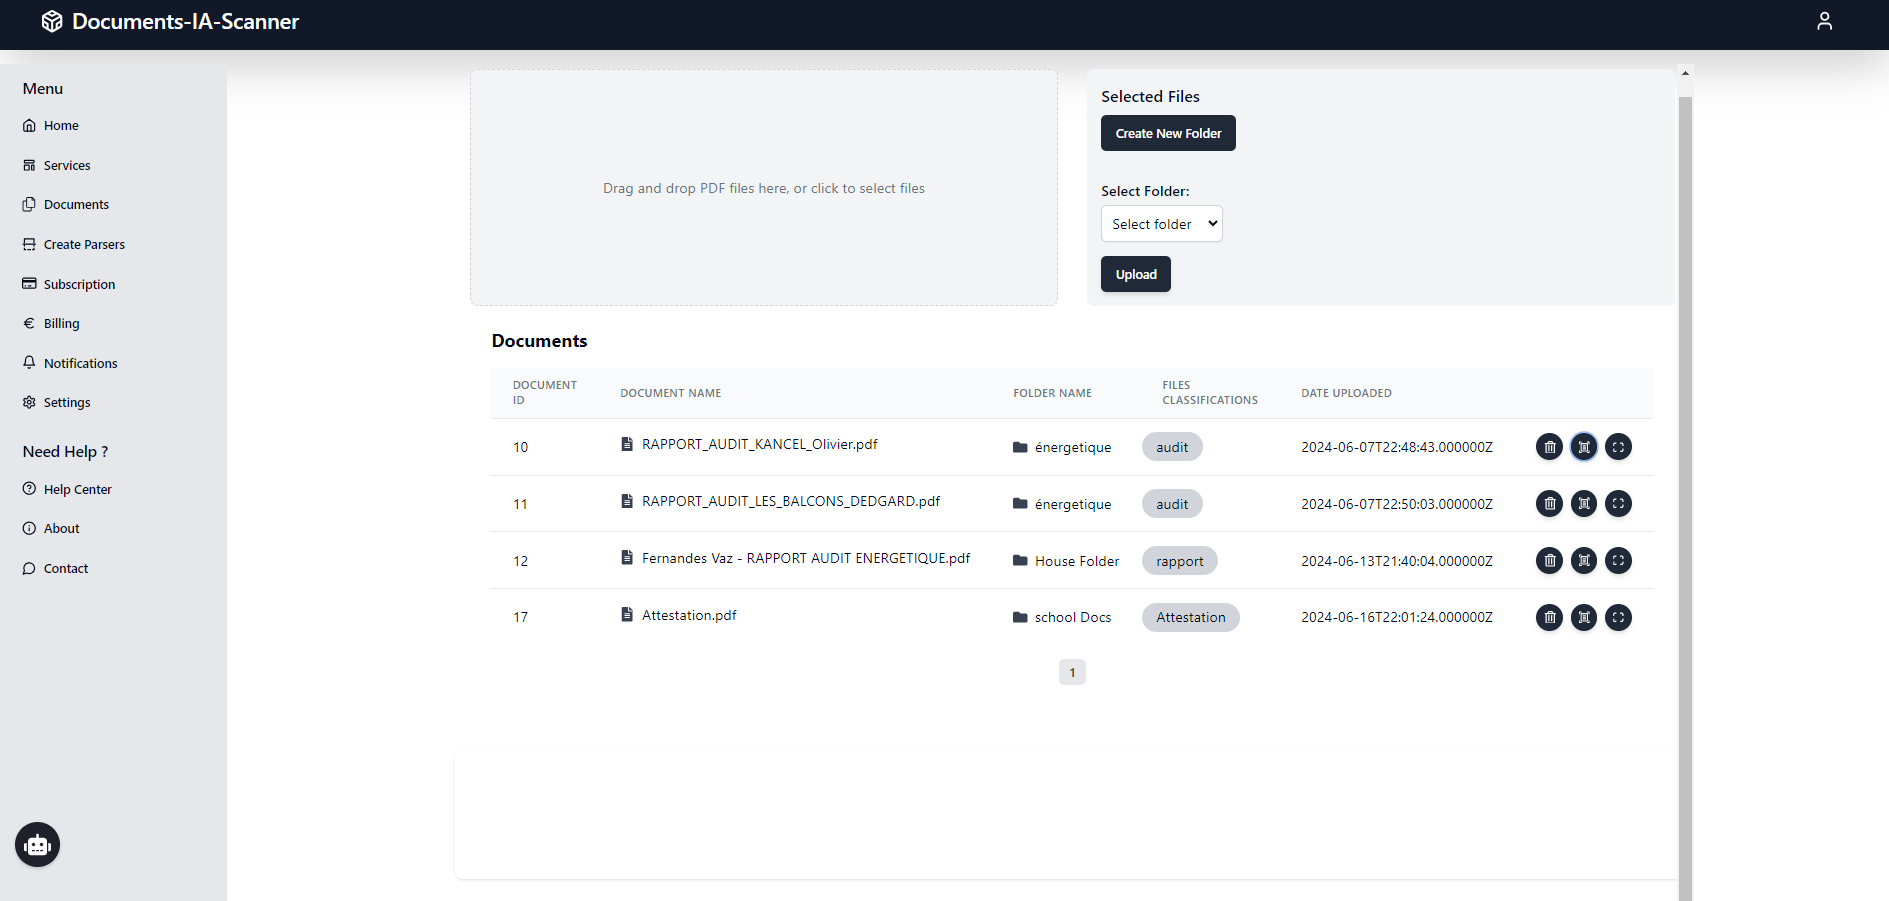 Documents-IA-Scanner
Menu
Home
Services
Documents
Create Parsers
Subscription
Billing
Notifications
Settings
Need Help ?
Help Center
About
Contact
Drag and drop PDF files here, or click to select files
Selected Files
Create New Folder
Select Folder:
Select folder
Upload
Documents
DOCUMENT ID DOCUMENT NAME FOLDER NAME FILES CLASSIFICATIONS DATE UPLOADED
10 RAPPORT_AUDIT_KANCEL_Olivier.pdf énergetique audit 2024-06-07T22:48:43.000000Z
11 RAPPORT_AUDIT_LES_BALCONS_DEDGARD.pdf énergetique audit 2024-06-07T22:50:03.000000Z
12 Fernandes Vaz - RAPPORT AUDIT ENERGETIQUE.pdf House Folder rapport 2024-06-13T21:40:04.000000Z
17 Attestation.pdf school Docs Attestation 2024-06-16T22:01:24.000000Z
1